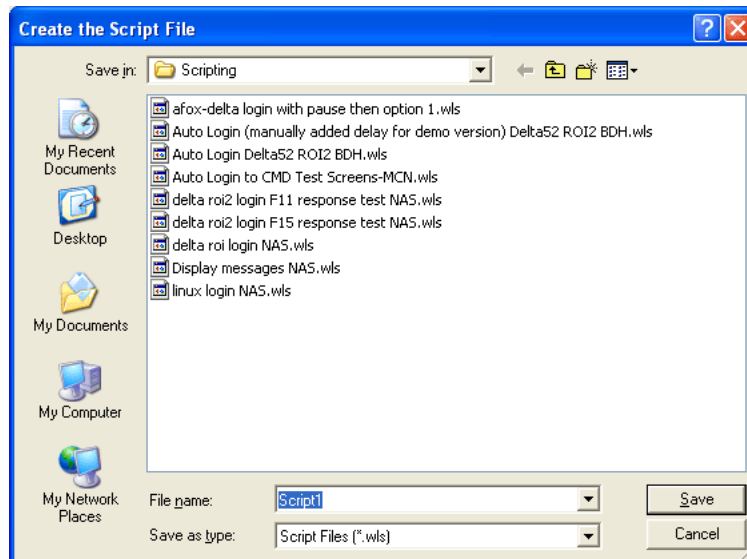 Create the Script File
Save in: Scripting
My Recent Documents
Desktop
My Documents
My Computer
My Network Places
afox-delta login with pause then option 1.wls
Auto Login (manually added delay for demo version) Delta52 ROI2 BDH.wls
Auto Login Delta52 ROI2 BDH.wls
Auto Login to CMD Test Screens-MCN.wls
delta roi2 login F11 response test NAS.wls
delta roi2 login F15 response test NAS.wls
delta roi login NAS.wls
Display messages NAS.wls
linux login NAS.wls
File name: Script1
Save
Save as type: Script Files (*.wls)
Cancel